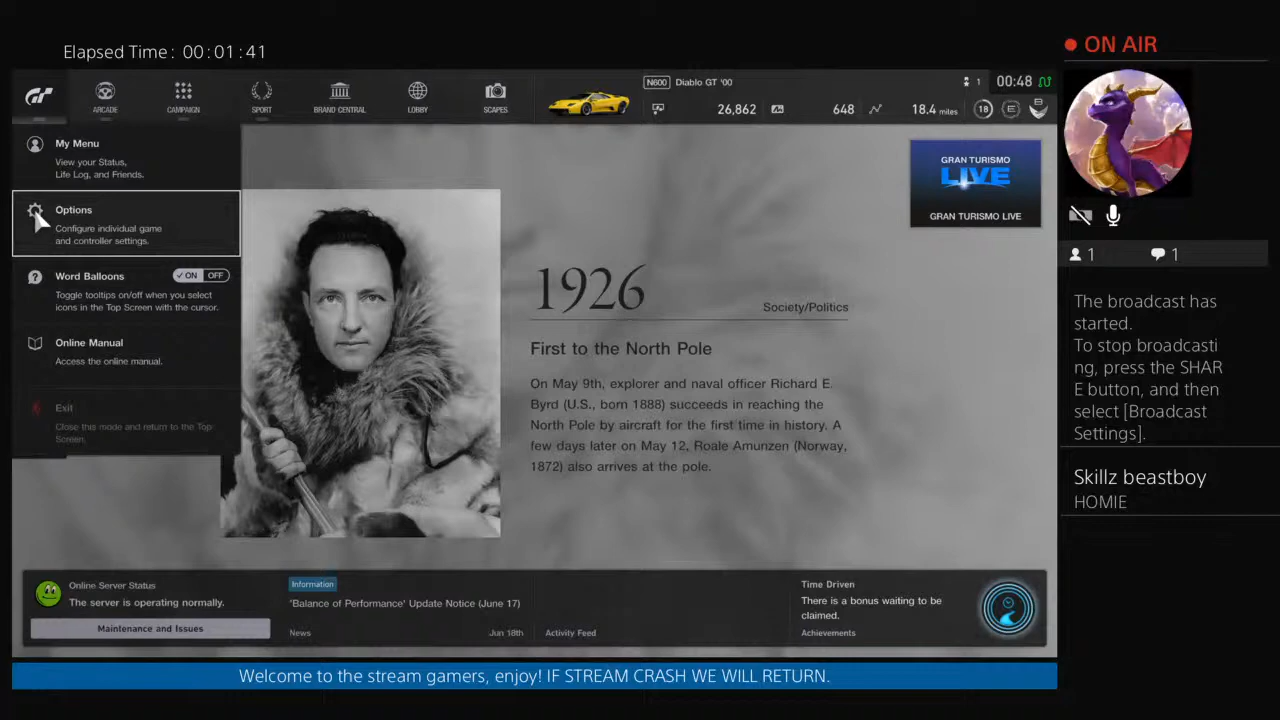 Elapsed Time: 00:01:41
ON AIR
ARCADE
CAMPAIGN
SPORT
BRAND CENTRAL
LOBBY
SCAPES
N600 Diablo GT '00
26,862
648
18.4 miles
1
00:48
18
E
B
My Menu
View your Status,
Life Log, and Friends.
Options
Configure individual game
and controller settings.
Word Balloons
ON OFF
Toggle tooltips on/off when you select
icons in the Top Screen with the cursor.
Online Manual
Access the online manual.
Exit
Close this mode and return to the Top
Screen.
1926
Society/Politics
First to the North Pole
On May 9th, explorer and naval officer Richard E.
Byrd (U.S., born 1888) succeeds in reaching the
North Pole by aircraft for the first time in history. A
few days later on May 12, Roale Amunzen (Norway,
1872) also arrives at the pole.
GRAN TURISMO
LIVE
GRAN TURISMO LIVE
Online Server Status
The server is operating normally.
Maintenance and Issues
Information
'Balance of Performance' Update Notice (June 17)
News
Jun 18th
Activity Feed
Time Driven
There is a bonus waiting to be
claimed.
Achievements
1
1
The broadcast has
started.
To stop broadcasti
ng, press the SHAR
E button, and then
select [Broadcast
Settings].
Skillz beastboy
HOMIE
Welcome to the stream gamers, enjoy! IF STREAM CRASH WE WILL RETURN.